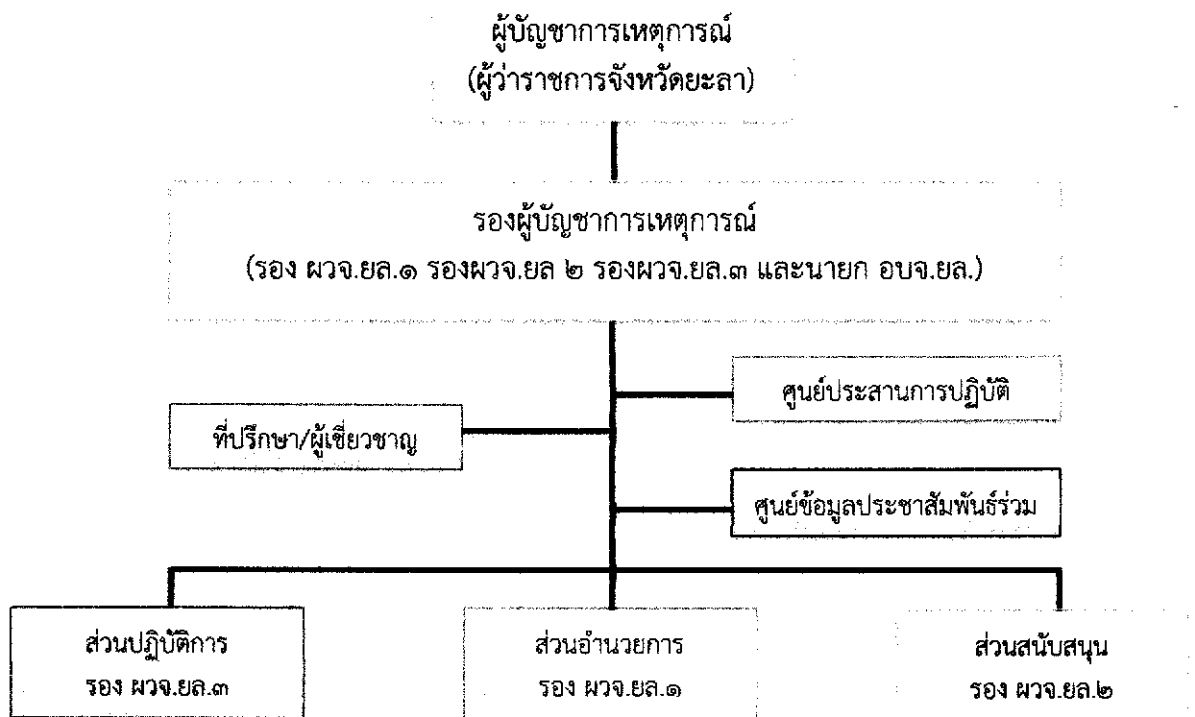 ผู้บัญชาการเหตุการณ์
(ผู้ว่าราชการจังหวัดยะลา)
รองผู้บัญชาการเหตุการณ์
(รอง ผวจ.ยล.๑ รองผวจ.ยล ๒ รองผวจ.ยล.๓ และนายก อบจ.ยล.)
ศูนย์ประสานการปฏิบัติ
ที่ปรึกษา/ผู้เชี่ยวชาญ
ศูนย์ข้อมูลประชาสัมพันธ์ร่วม
ส่วนปฏิบัติการ
รอง ผวจ.ยล.๓
ส่วนอำนวยการ
รอง ผวจ.ยล.๑
ส่วนสนับสนุน
รอง ผวจ.ยล.๒